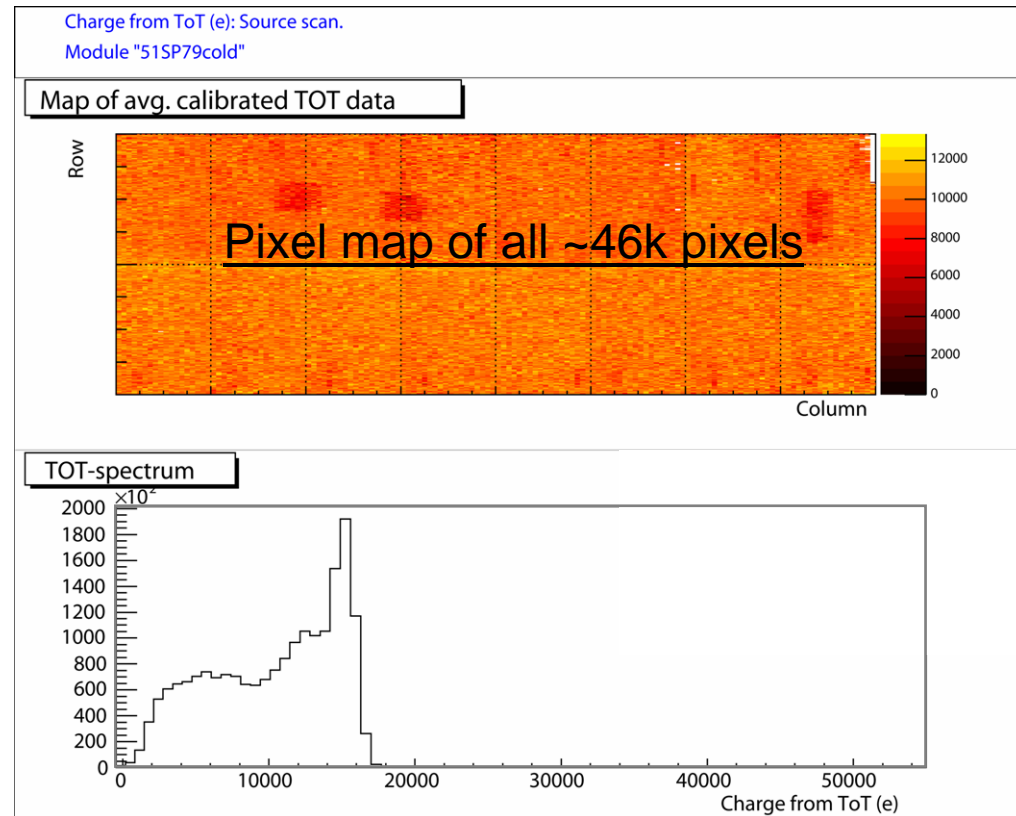 Charge from ToT (e): Source scan.
Module "51SP79cold"
Map of avg. calibrated TOT data
Row
Pixel map of all ~46k pixels
12000
10000
8000
6000
4000
2000
0
Column
TOT-spectrum
×10²
2000
1800
1600
1400
1200
1000
800
600
400
200
0
0 10000 20000 30000 40000 50000
Charge from ToT (e)